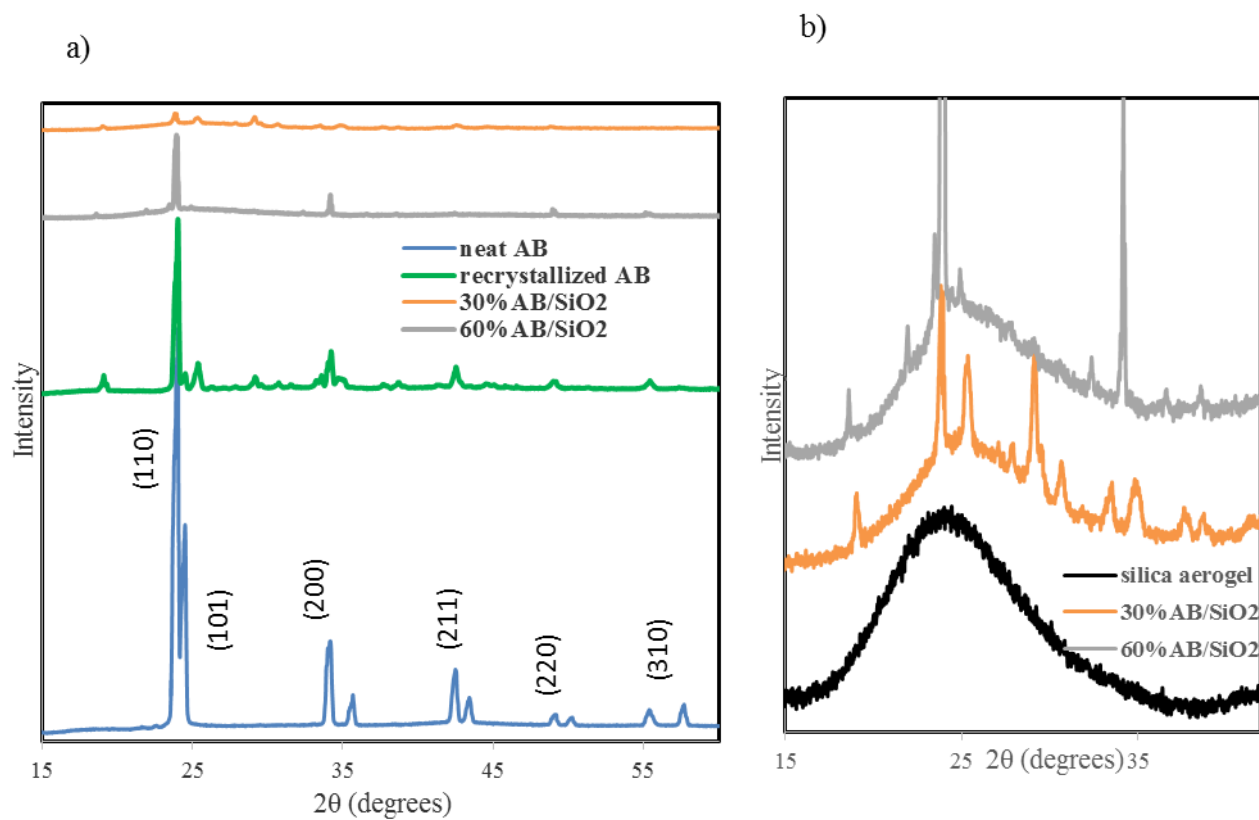 a)
neat AB
recrystallized AB
30%AB/SiO2
60%AB/SiO2
Intensity
(110)
(101)
(200)
(211)
(220)
(310)
15
25
35
45
55
2θ (degrees)
b)
Intensity
silica aerogel
30%AB/SiO2
60%AB/SiO2
15
25
2θ (degrees)
35